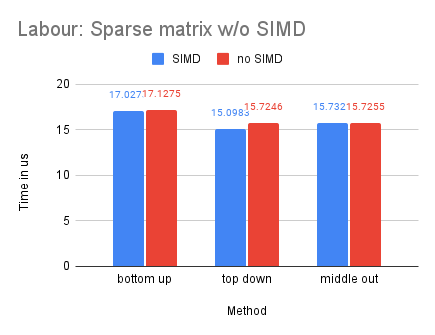 Labour: Sparse matrix w/o SIMD
SIMD no SIMD
Time in us
20
15
10
5
0
17.027 17.1275
15.0983 15.7246
15.732 15.7255
bottom up top down middle out
Method